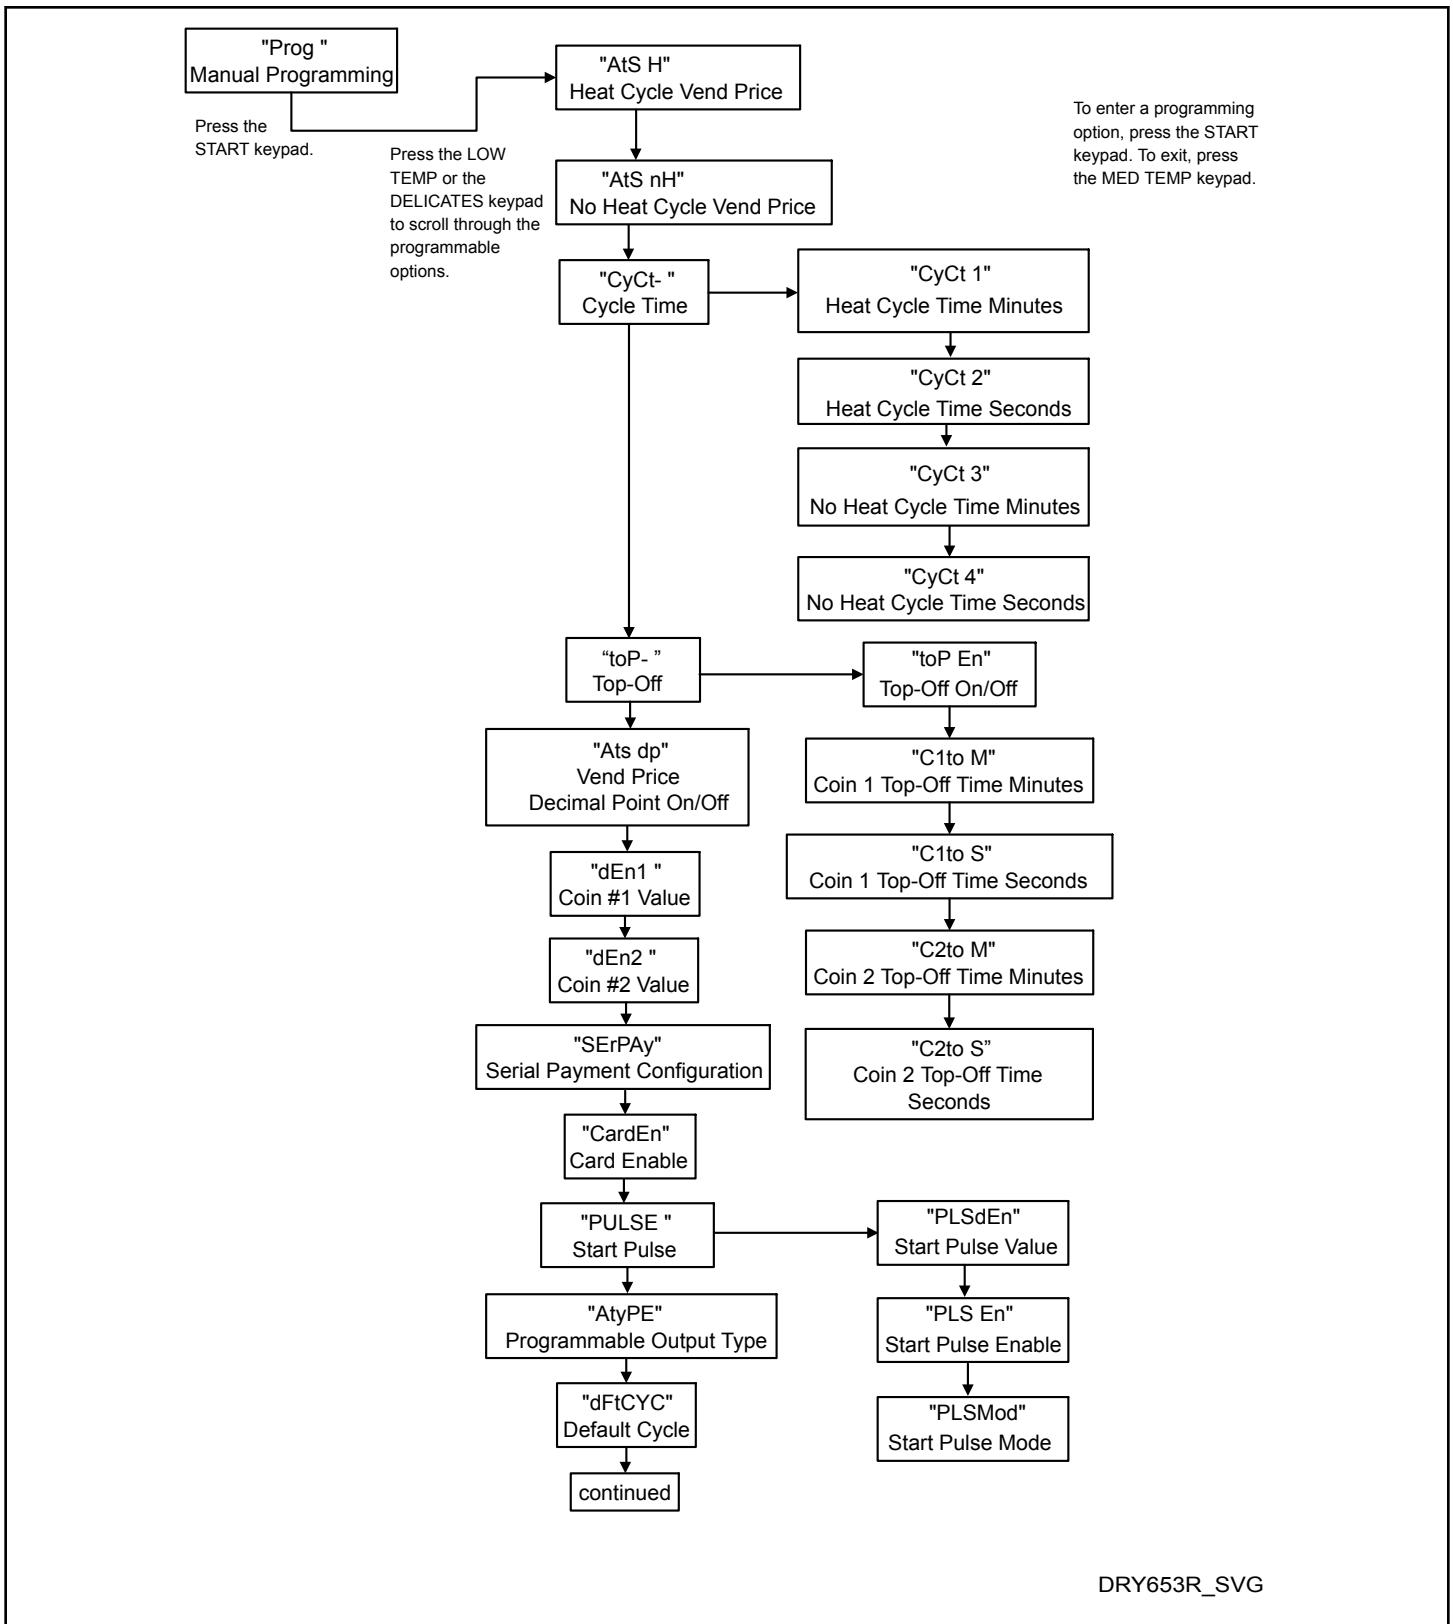 "Prog "
Manual Programming
Press the
START keypad.
Press the LOW
TEMP or the
DELICATES keypad
to scroll through the
programmable
options.
"AtS H"
Heat Cycle Vend Price
To enter a programming
option, press the START
keypad. To exit, press
the MED TEMP keypad.
"AtS nH"
No Heat Cycle Vend Price
"CyCt- "
Cycle Time
"CyCt 1"
Heat Cycle Time Minutes
"CyCt 2"
Heat Cycle Time Seconds
"CyCt 3"
No Heat Cycle Time Minutes
"CyCt 4"
No Heat Cycle Time Seconds
“toP- ”
Top-Off
"toP En"
Top-Off On/Off
"C1to M"
Coin 1 Top-Off Time Minutes
"C1to S"
Coin 1 Top-Off Time Seconds
"C2to M"
Coin 2 Top-Off Time Minutes
"C2to S”
Coin 2 Top-Off Time
Seconds
"Ats dp"
Vend Price
Decimal Point On/Off
"dEn1 "
Coin #1 Value
"dEn2 "
Coin #2 Value
"SErPAy"
Serial Payment Configuration
"CardEn"
Card Enable
"PULSE "
Start Pulse
"PLSdEn"
Start Pulse Value
"PLS En"
Start Pulse Enable
"PLSMod"
Start Pulse Mode
"AtyPE"
Programmable Output Type
"dFtCYC"
Default Cycle
continued
DRY653R_SVG